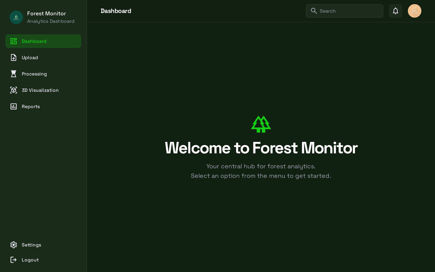 Forest Monitor
Analytics Dashboard
Dashboard
Upload
Processing
3D Visualization
Reports
Settings
Logout
Dashboard
Search
Welcome to Forest Monitor
Your central hub for forest analytics.
Select an option from the menu to get started.